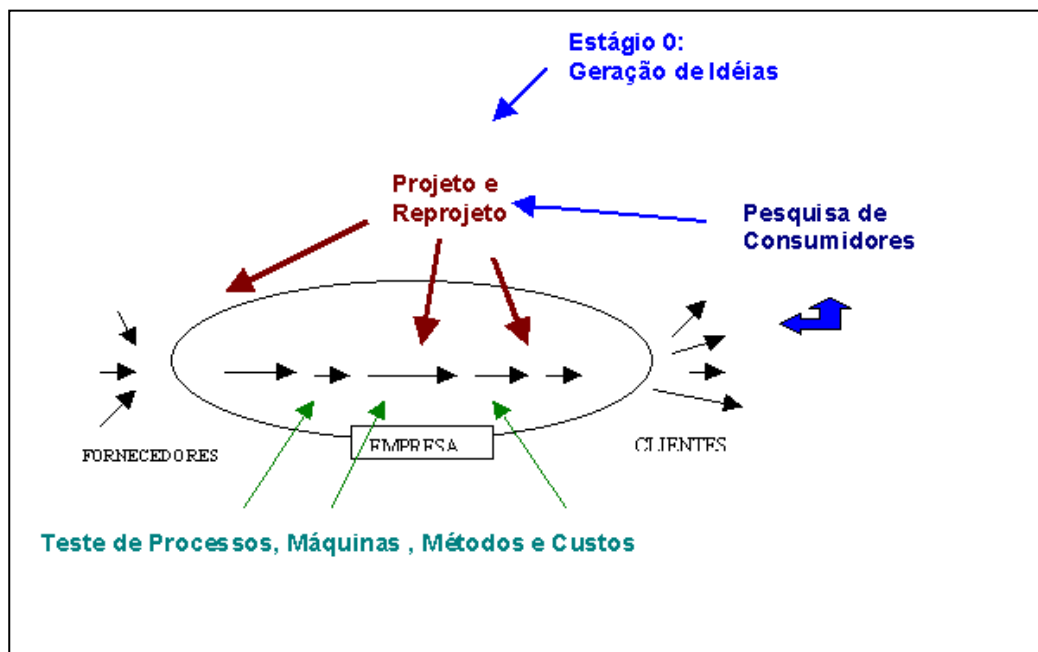 Estágio 0:
Geração de Idéias
Projeto e
Reprojeto
Pesquisa de
Consumidores
FORNECEDORES
EMPRESA
CLIENTES
Teste de Processos, Máquinas , Métodos e Custos